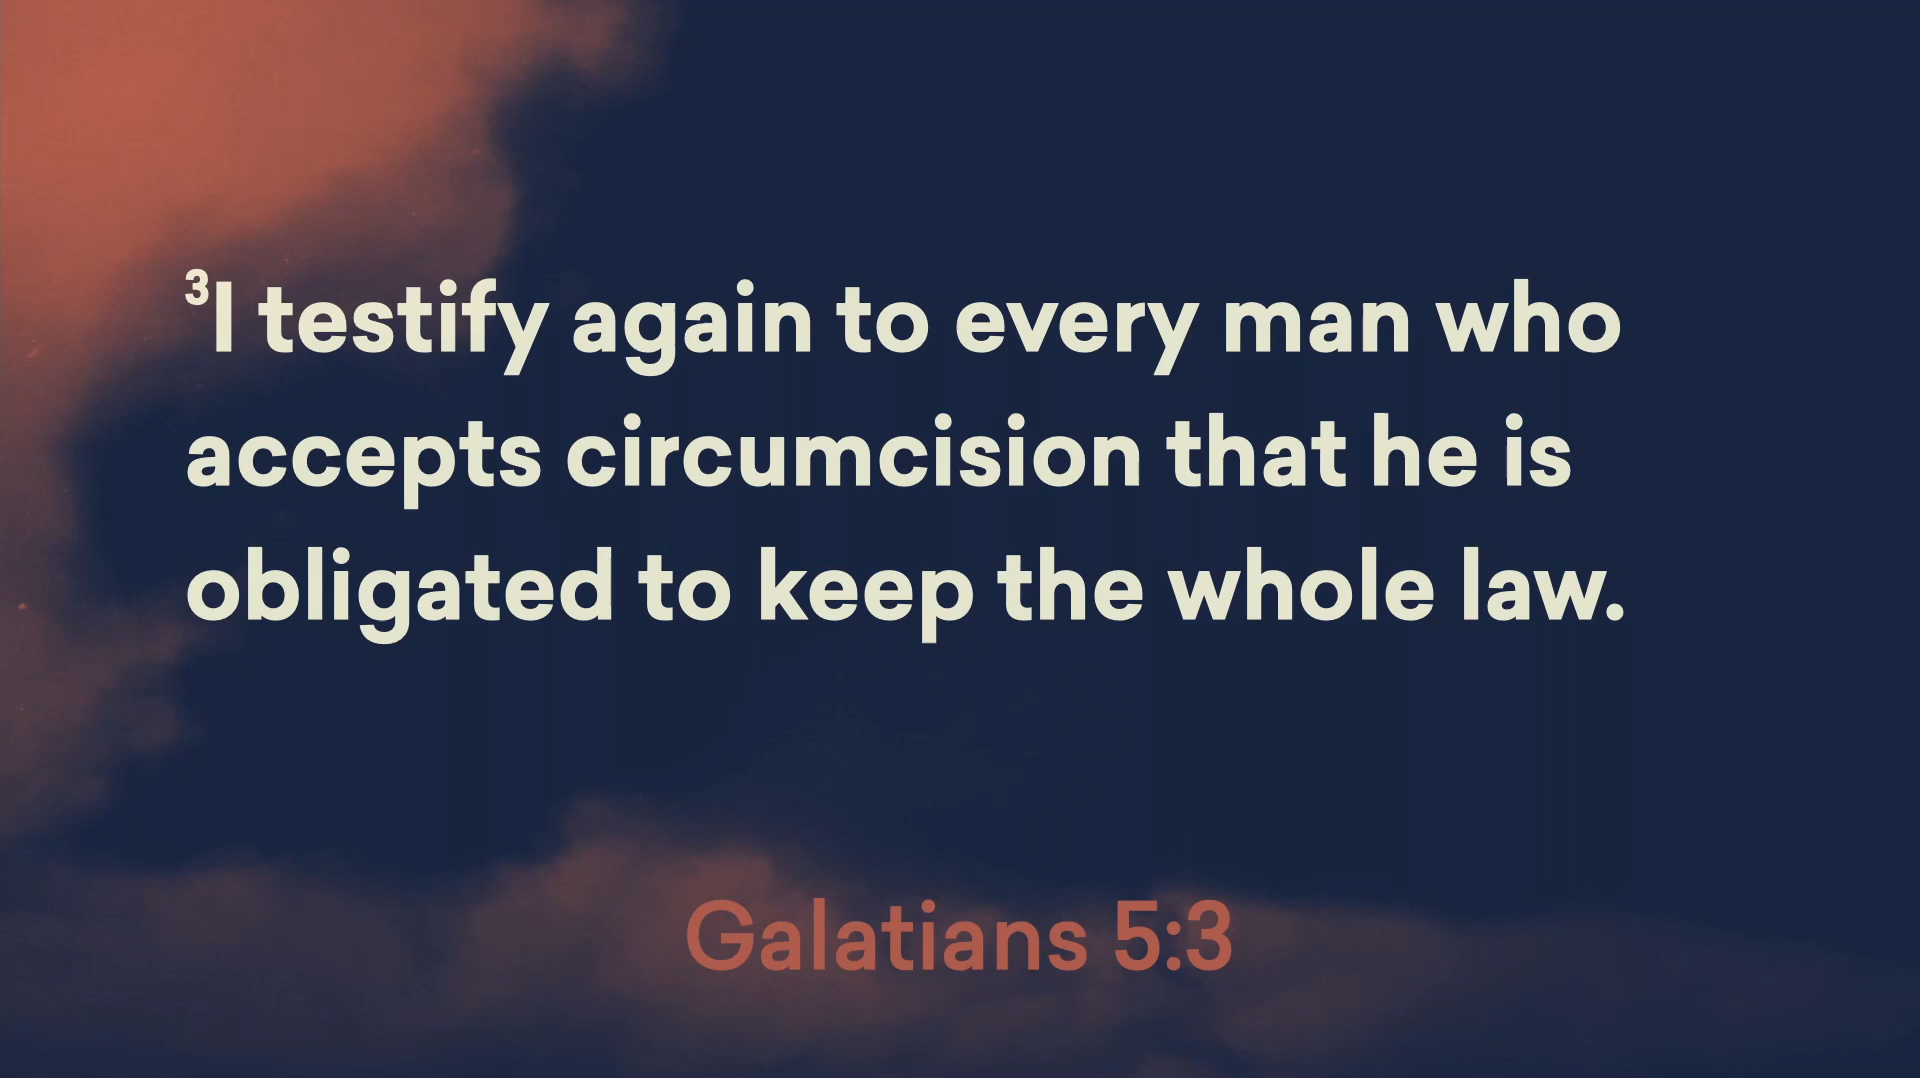 ³I testify again to every man who
accepts circumcision that he is
obligated to keep the whole law.
Galatians 5:3